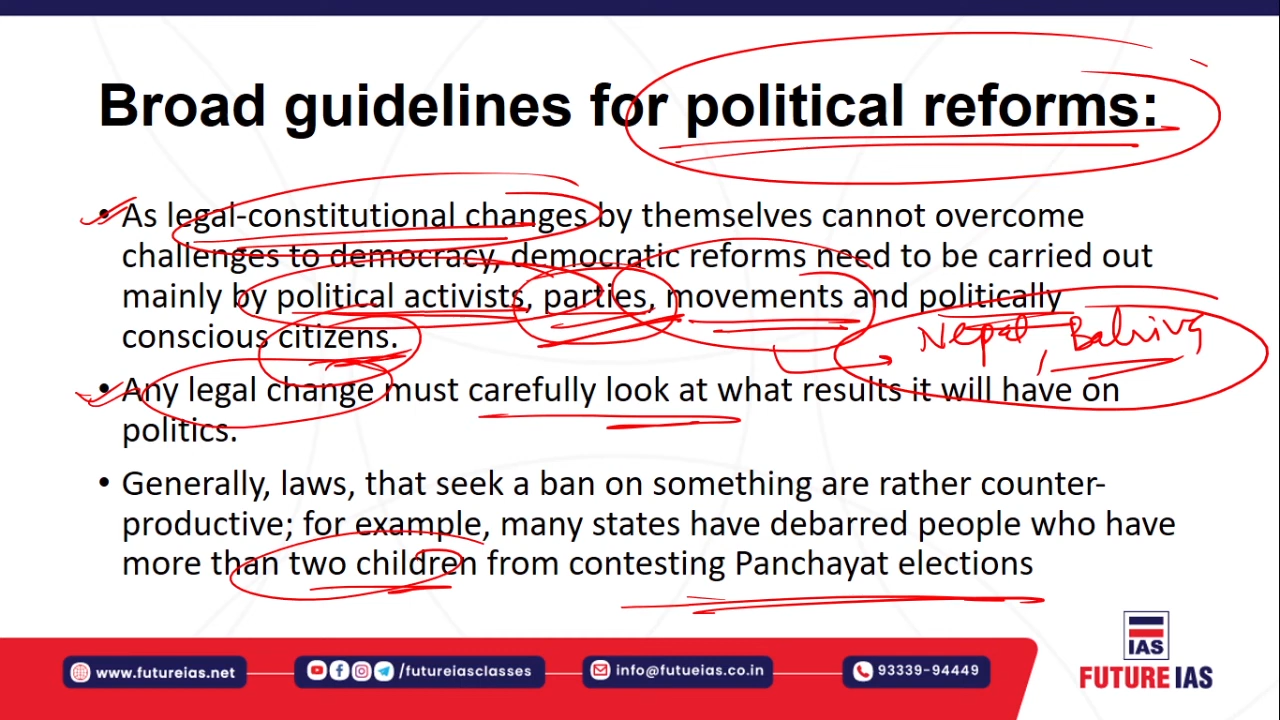 Broad guidelines for political reforms:
• As legal-constitutional changes by themselves cannot overcome
challenges to democracy, democratic reforms need to be carried out
mainly by political activists, parties, movements and politically
conscious citizens.
Nepal, Bolivia
• Any legal change must carefully look at what results it will have on
politics.
• Generally, laws, that seek a ban on something are rather counter-
productive; for example, many states have debarred people who have
more than two children from contesting Panchayat elections
IAS
FUTURE IAS
www.futureias.net
/futureiasclasses
info@futueias.co.in
93339-94449